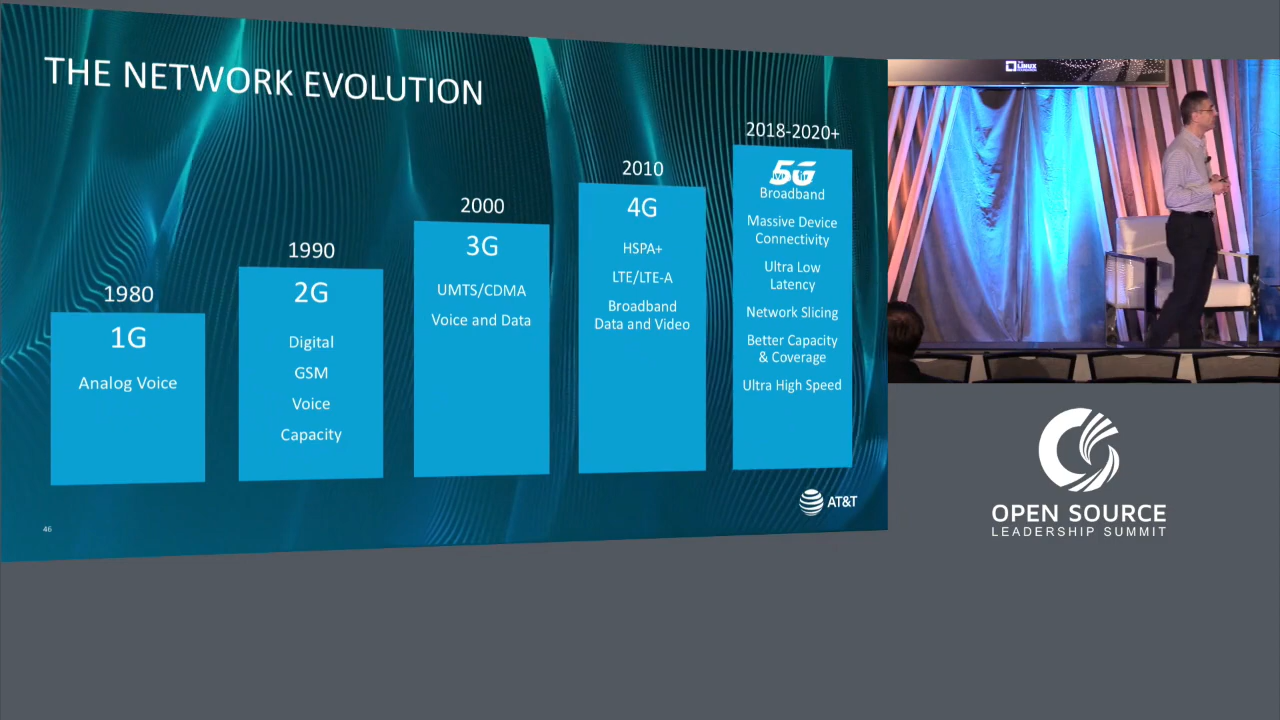 THE NETWORK EVOLUTION
1980
1G
Analog Voice
1990
2G
Digital
GSM
Voice
Capacity
2000
3G
UMTS/CDMA
Voice and Data
2010
4G
HSPA+
LTE/LTE-A
Broadband
Data and Video
2018-2020+
5G
Broadband
Massive Device
Connectivity
Ultra Low
Latency
Network Slicing
Better Capacity
& Coverage
Ultra High Speed
AT&T
46
LINUX
OPEN SOURCE
LEADERSHIP SUMMIT